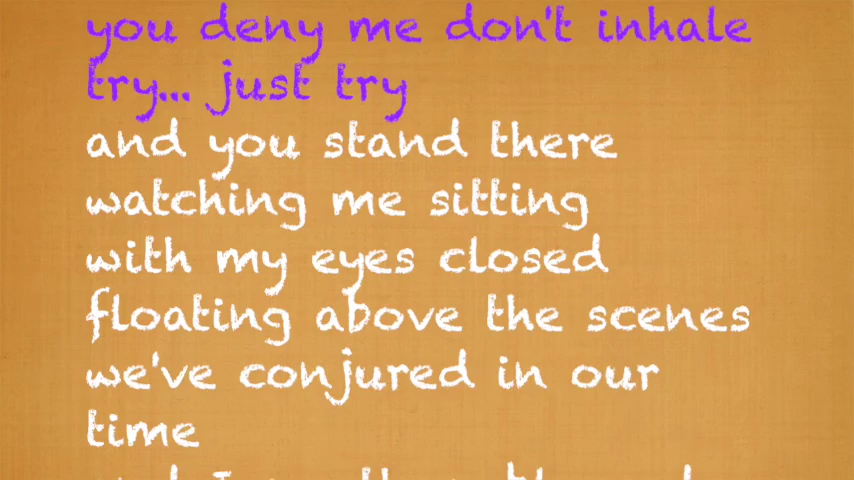 you deny me don't inhale
try... just try
and you stand there
watching me sitting
with my eyes closed
floating above the scenes
we've conjured in our
time